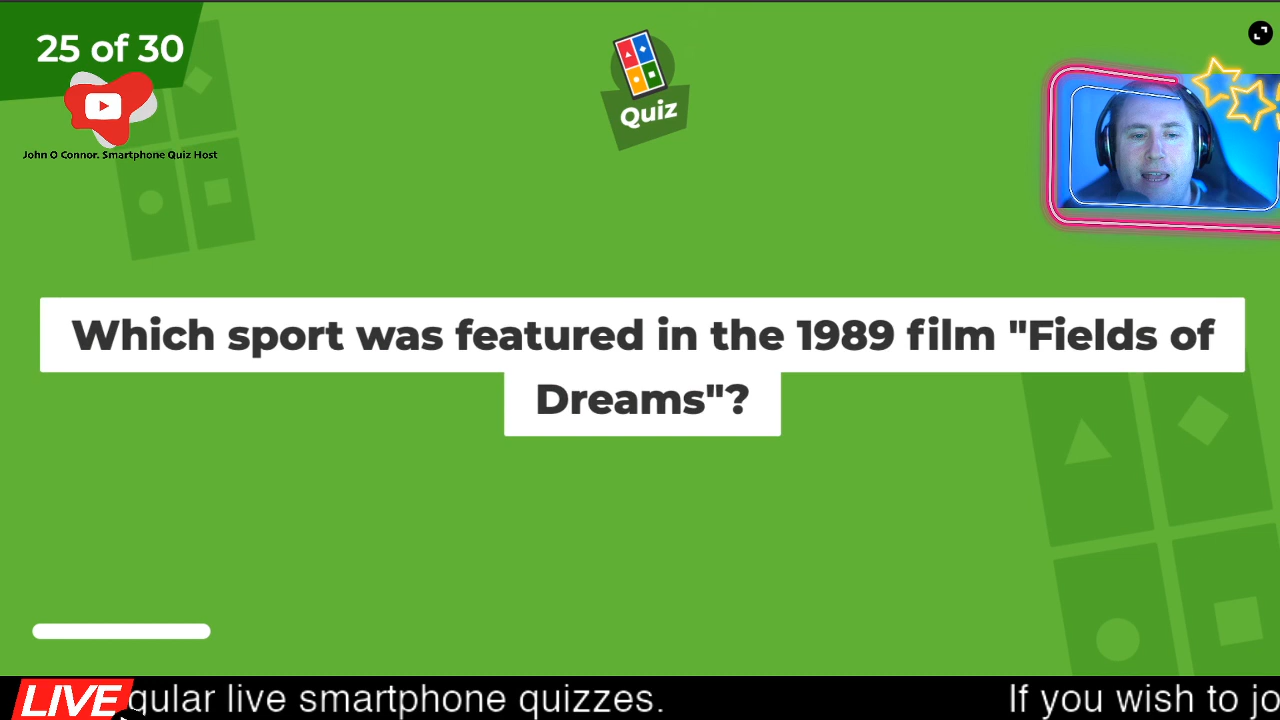 25 of 30
John O Connor. Smartphone Quiz Host
Quiz
Which sport was featured in the 1989 film "Fields of
Dreams"?
LIVE
gular live smartphone quizzes.
If you wish to jo